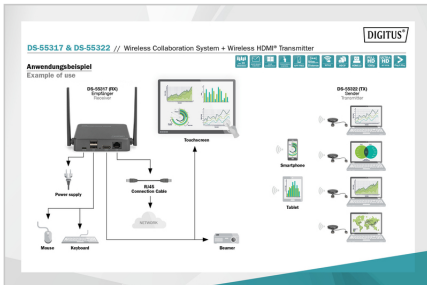 DIGITUS®
DS-55317 & DS-55322 // Wireless Collaboration System + Wireless HDMI® Transmitter
Anwendungsbeispiel
Example of use
DS-55317 (RX)
Empfänger
Receiver
Touchscreen
DS-55322 (TX)
Sender
Transmitter
Smartphone
Tablet
Power supply
RJ45
Connection Cable
NETWORK
Mouse
Keyboard
Beamer